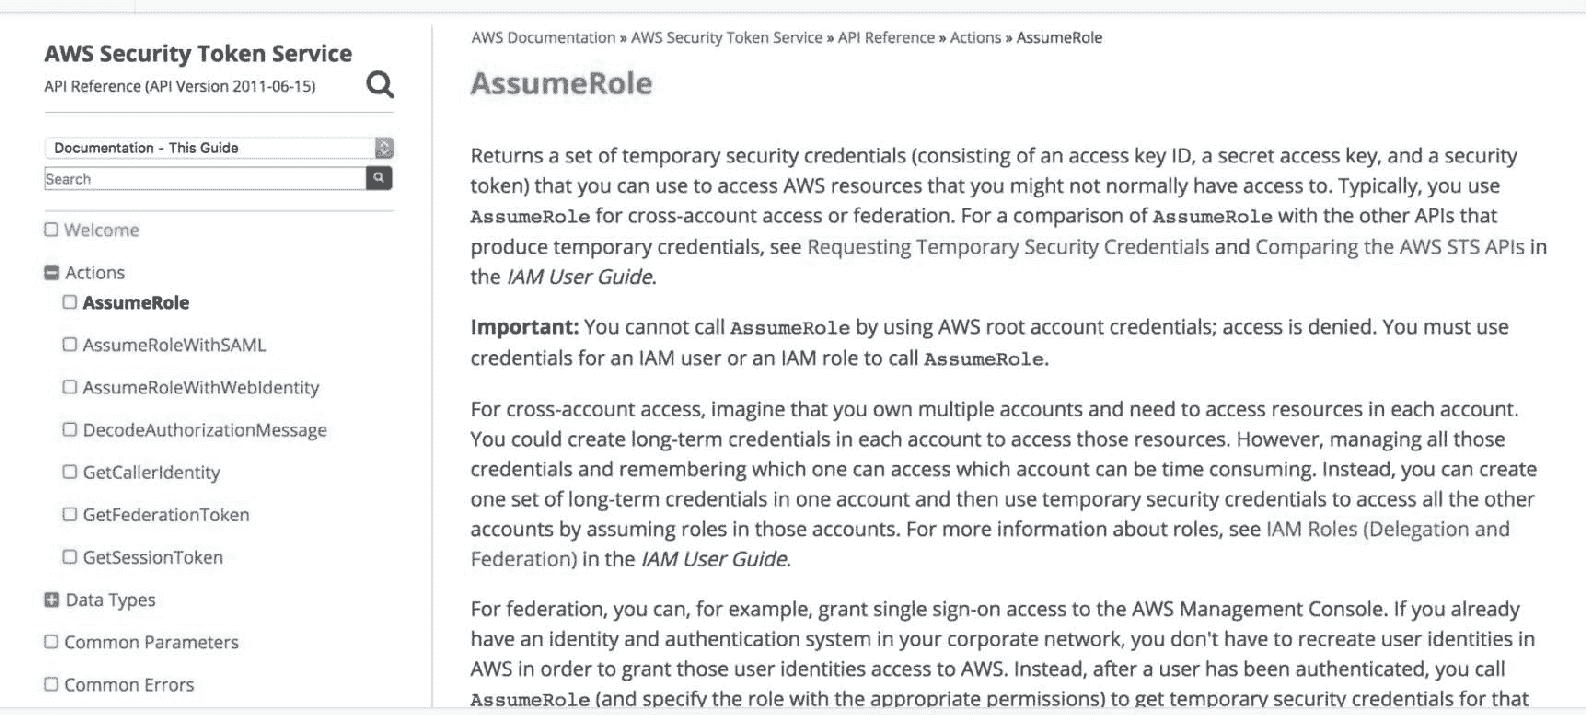 AWS Security Token Service
API Reference (API Version 2011-06-15)
Documentation - This Guide
Search
Welcome
Actions
AssumeRole
AssumeRoleWithSAML
AssumeRoleWithWebIdentity
DecodeAuthorizationMessage
GetCallerIdentity
GetFederationToken
GetSessionToken
Data Types
Common Parameters
Common Errors
AWS Documentation » AWS Security Token Service » API Reference » Actions » AssumeRole
AssumeRole
Returns a set of temporary security credentials (consisting of an access key ID, a secret access key, and a security
token) that you can use to access AWS resources that you might not normally have access to. Typically, you use
AssumeRole for cross-account access or federation. For a comparison of AssumeRole with the other APIs that
produce temporary credentials, see Requesting Temporary Security Credentials and Comparing the AWS STS APIs in
the IAM User Guide.
Important: You cannot call AssumeRole by using AWS root account credentials; access is denied. You must use
credentials for an IAM user or an IAM role to call AssumeRole.
For cross-account access, imagine that you own multiple accounts and need to access resources in each account.
You could create long-term credentials in each account to access those resources. However, managing all those
credentials and remembering which one can access which account can be time consuming. Instead, you can create
one set of long-term credentials in one account and then use temporary security credentials to access all the other
accounts by assuming roles in those accounts. For more information about roles, see IAM Roles (Delegation and
Federation) in the IAM User Guide.
For federation, you can, for example, grant single sign-on access to the AWS Management Console. If you already
have an identity and authentication system in your corporate network, you don't have to recreate user identities in
AWS in order to grant those user identities access to AWS. Instead, after a user has been authenticated, you call
AssumeRole (and specify the role with the appropriate permissions) to get temporary security credentials for that